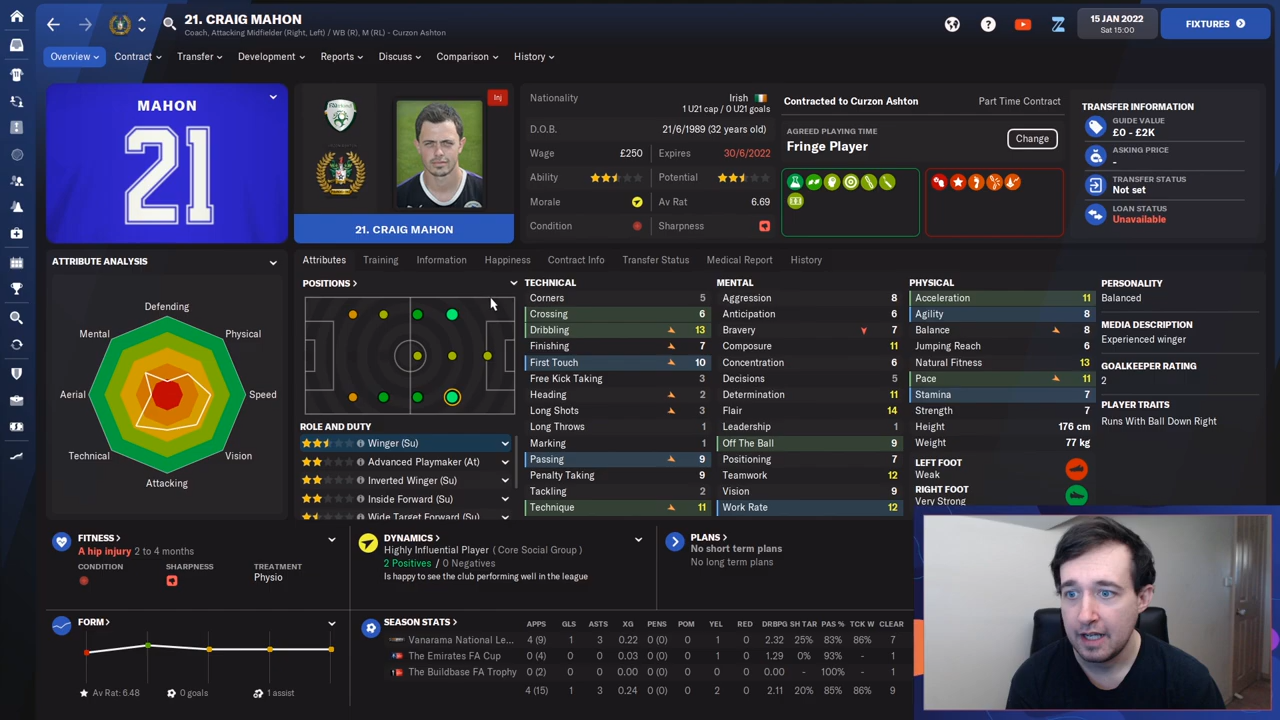 21. CRAIG MAHON
Coach, Attacking Midfielder (Right, Left) / WB (R), M (RL) - Curzon Ashton
15 JAN 2022
Sat 15:00
FIXTURES
Overview
Contract
Transfer
Development
Reports
Discuss
Comparison
History
MAHON
21
Inj
21. CRAIG MAHON
Nationality Irish
1 U21 cap / 0 U21 goals
D.O.B. 21/6/1989 (32 years old)
Wage £250 Expires 30/6/2022
Ability Potential
Morale Av Rat 6.69
Condition Sharpness
Contracted to Curzon Ashton Part Time Contract
AGREED PLAYING TIME
Fringe Player
Change
TRANSFER INFORMATION
GUIDE VALUE
£0 - £2K
ASKING PRICE
-
TRANSFER STATUS
Not set
LOAN STATUS
Unavailable
ATTRIBUTE ANALYSIS
Defending
Mental Physical
Aerial Speed
Technical Vision
Attacking
Attributes Training Information Happiness Contract Info Transfer Status Medical Report History
POSITIONS
ROLE AND DUTY
Winger (Su)
Advanced Playmaker (At)
Inverted Winger (Su)
Inside Forward (Su)
Wide Target Forward (Su)
TECHNICAL
Corners 5
Crossing 6
Dribbling 13
Finishing 7
First Touch 10
Free Kick Taking 3
Heading 2
Long Shots 3
Long Throws 1
Marking 1
Passing 9
Penalty Taking 9
Tackling 2
Technique 11
MENTAL
Aggression 8
Anticipation 6
Bravery 7
Composure 11
Concentration 6
Decisions 5
Determination 11
Flair 14
Leadership 1
Off The Ball 9
Positioning 7
Teamwork 12
Vision 9
Work Rate 12
PHYSICAL
Acceleration 11
Agility 8
Balance 8
Jumping Reach 6
Natural Fitness 13
Pace 11
Stamina 7
Strength 7
Height 176 cm
Weight 77 kg
PERSONALITY
Balanced
MEDIA DESCRIPTION
Experienced winger
GOALKEEPER RATING
2
PLAYER TRAITS
Runs With Ball Down Right
LEFT FOOT
Weak
RIGHT FOOT
Very Strong
FITNESS
A hip injury 2 to 4 months
CONDITION SHARPNESS TREATMENT
Physio
DYNAMICS
Highly Influential Player ( Core Social Group )
2 Positives / 0 Negatives
Is happy to see the club performing well in the league
PLANS
No short term plans
No long term plans
FORM
Av Rat: 6.48 0 goals 1 assist
SEASON STATS APPS GLS ASTS XG PENS POM YEL RED DRBPG SH TAR PAS % TCK W CLEAR
Vanarama National Le... 4 (9) 1 3 0.22 0 (0) 0 1 0 2.32 25% 83% 86% 7
The Emirates FA Cup 0 (4) 0 0 0.03 0 (0) 0 1 0 1.29 0% 93% - 1
The Buildbase FA Trophy 0 (2) 0 0 0.00 0 (0) 0 0 0 0.00 - 100% - 1
4 (15) 1 3 0.24 0 (0) 0 2 0 2.11 20% 85% 86% 9